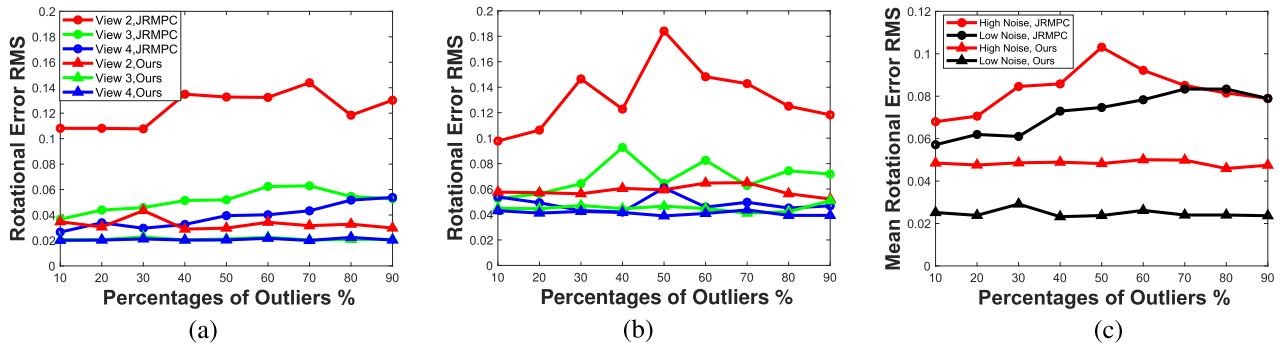 Rotational Error RMS
0.2
0.18
0.16
0.14
0.12
0.1
0.08
0.06
0.04
0.02
0
View 2,JRMPC
View 3,JRMPC
View 4,JRMPC
View 2,Ours
View 3,Ours
View 4,Ours
10 20 30 40 50 60 70 80 90
Percentages of Outliers %
(a)
Rotational Error RMS
0.2
0.18
0.16
0.14
0.12
0.1
0.08
0.06
0.04
0.02
0
10 20 30 40 50 60 70 80 90
Percentages of Outliers %
(b)
Mean Rotational Error RMS
0.12
0.1
0.08
0.06
0.04
0.02
0
High Noise, JRMPC
Low Noise, JRMPC
High Noise, Ours
Low Noise, Ours
10 20 30 40 50 60 70 80 90
Percentages of Outliers %
(c)